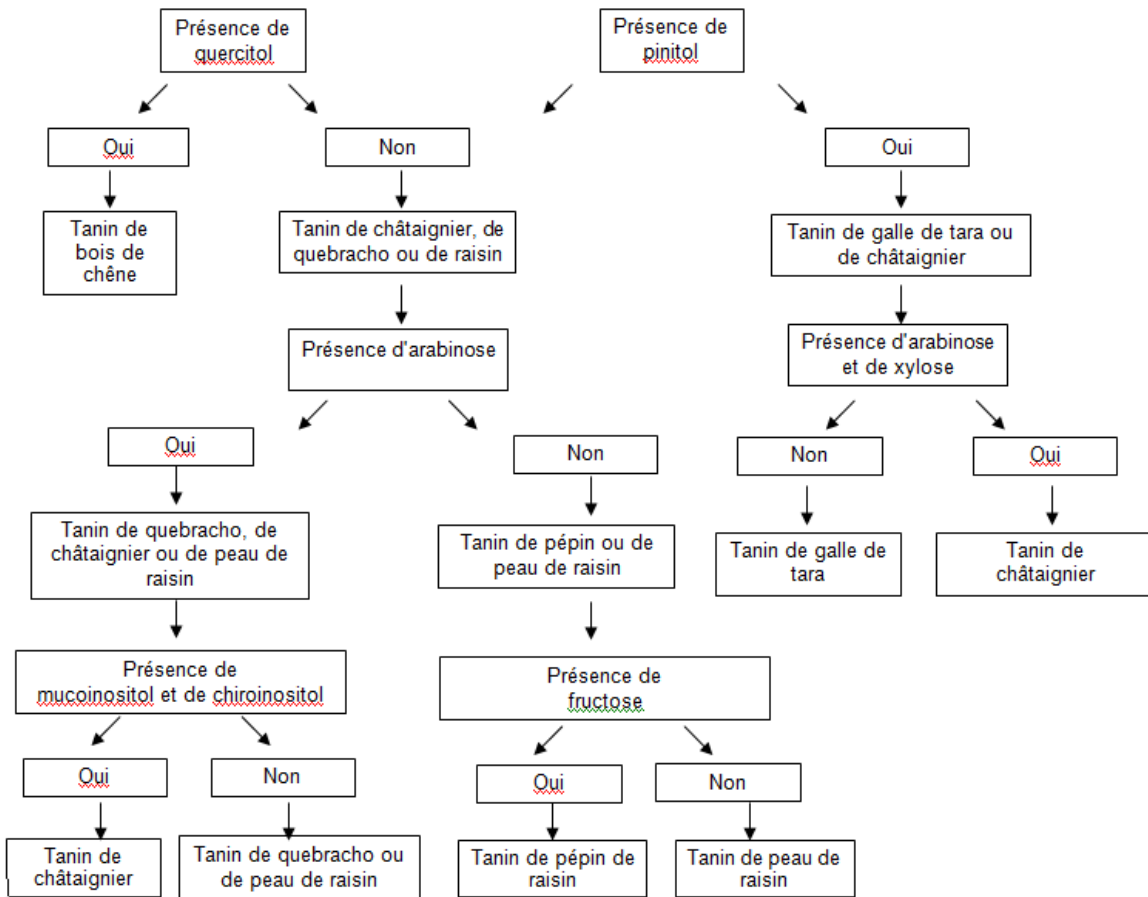 Présence de
quercitol
Présence de
pinitol
Oui
Non
Oui
Tanin de
bois de
chêne
Tanin de châtaignier, de
quebracho ou de raisin
Tanin de galle de tara ou
de châtaignier
Présence d'arabinose
Présence d'arabinose
et de xylose
Oui
Non
Non
Oui
Tanin de quebracho, de
châtaignier ou de peau de
raisin
Tanin de pépin ou de
peau de raisin
Tanin de galle de
tara
Tanin de
châtaignier
Présence de
mucoinositol et de chiroinositol
Présence de
fructose
Oui
Non
Oui
Non
Tanin de
châtaignier
Tanin de quebracho ou
de peau de raisin
Tanin de pépin de
raisin
Tanin de peau de
raisin